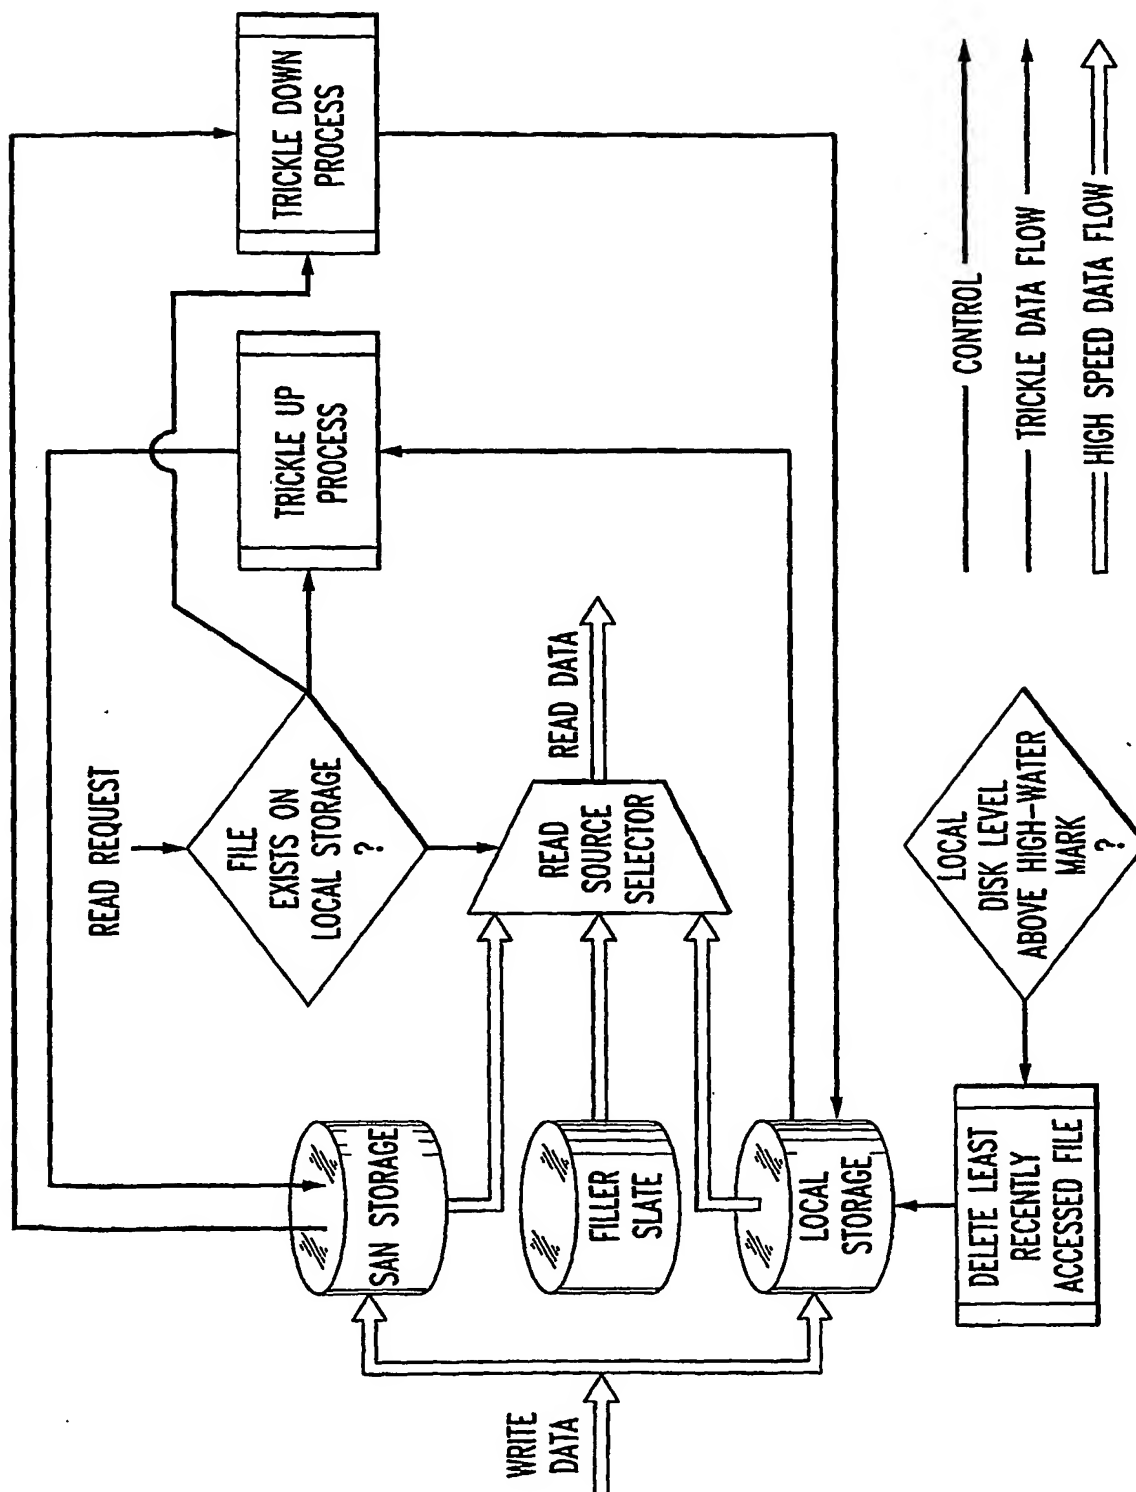 READ REQUEST
FILE
EXISTS ON
LOCAL STORAGE
?
TRICKLE UP
PROCESS
TRICKLE DOWN
PROCESS
SAN STORAGE
FILLER
SLATE
LOCAL
STORAGE
WRITE
DATA
READ
SOURCE
SELECTOR
READ DATA
DELETE LEAST
RECENTLY
ACCESSED FILE
LOCAL
DISK LEVEL
ABOVE HIGH-WATER
MARK
?
CONTROL
TRICKLE DATA FLOW
HIGH SPEED DATA FLOW